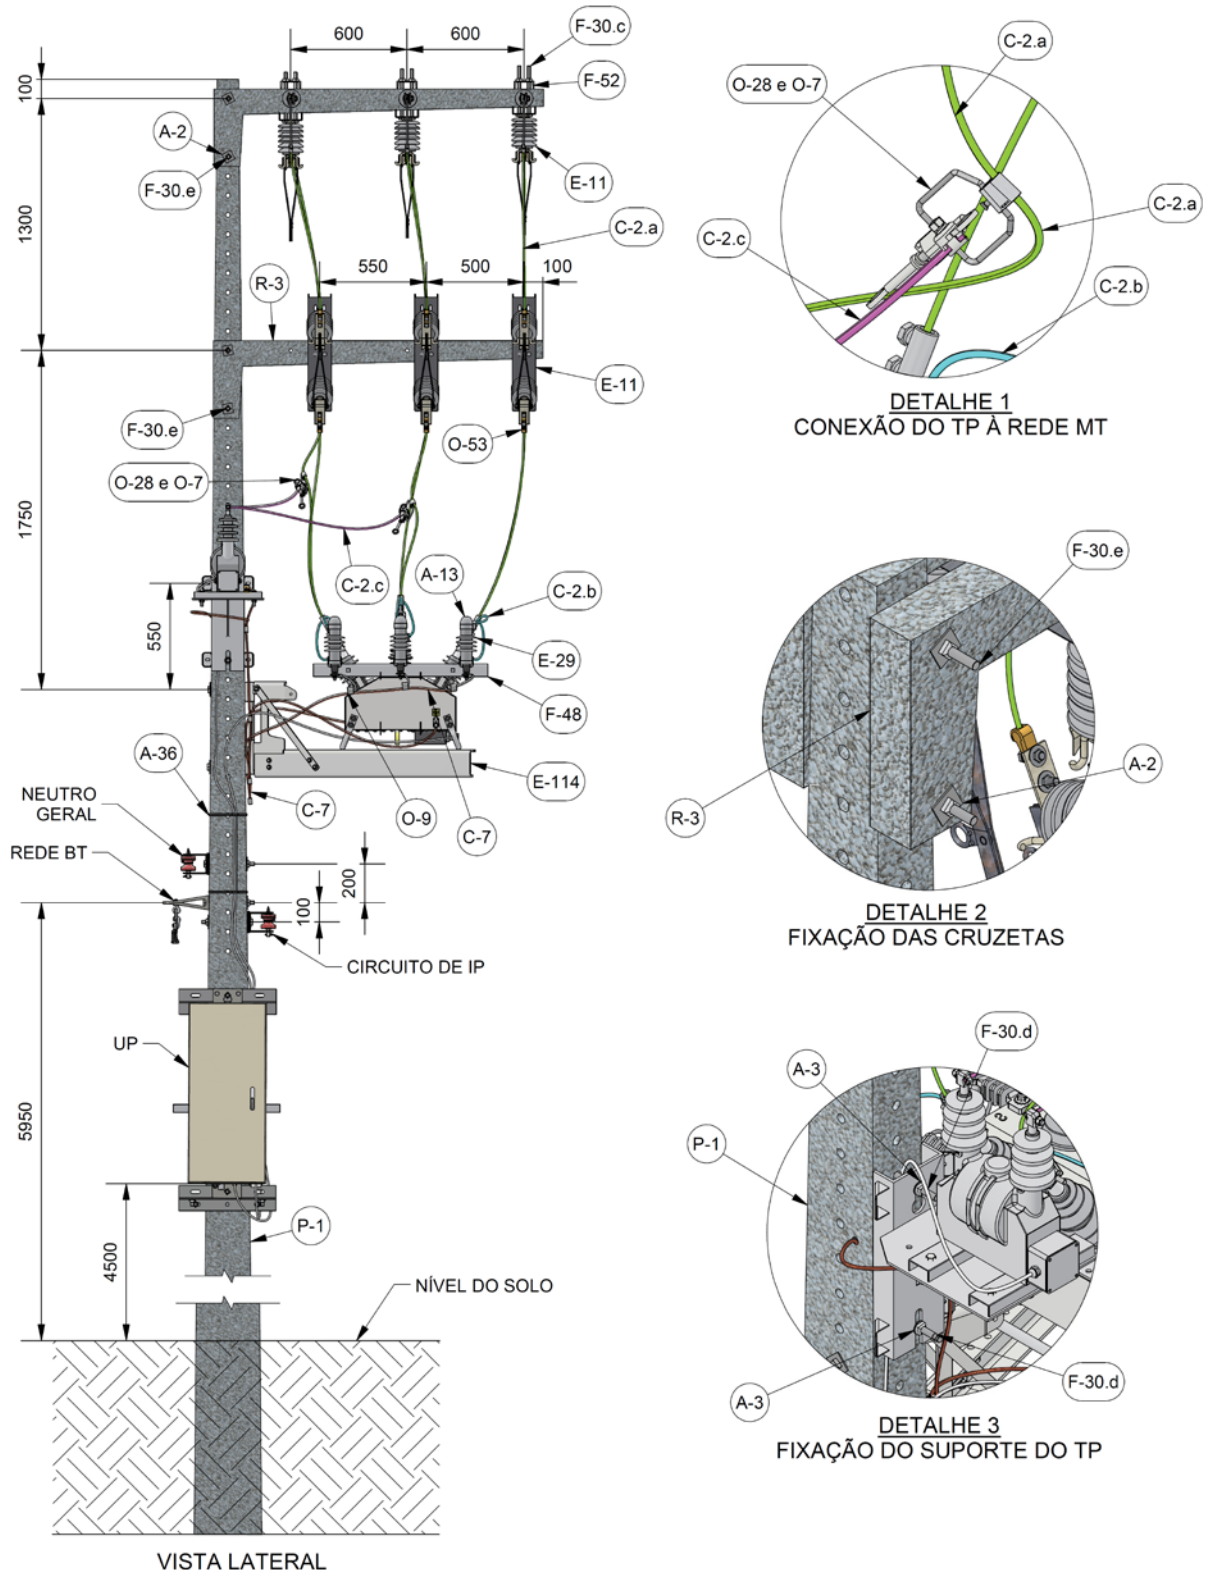 600
600
F-30.c
F-52
100
A-2
F-30.e
E-11
1300
C-2.a
R-3
550
500
100
E-11
F-30.e
O-53
O-28 e O-7
1750
C-2.c
A-13
C-2.b
550
E-29
F-48
A-36
E-114
NEUTRO
GERAL
C-7
O-9
C-7
REDE BT
200
100
CIRCUITO DE IP
UP
5950
P-1
4500
NÍVEL DO SOLO
VISTA LATERAL
C-2.a
O-28 e O-7
C-2.a
C-2.c
C-2.b
DETALHE 1
CONEXÃO DO TP À REDE MT
F-30.e
A-2
R-3
DETALHE 2
FIXAÇÃO DAS CRUZETAS
F-30.d
A-3
P-1
2
A-3
F-30.d
DETALHE 3
FIXAÇÃO DO SUPORTE DO TP